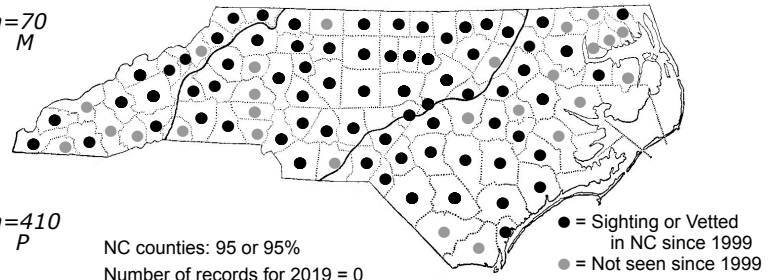 n=70
M
n=410
P
NC counties: 95 or 95%
Number of records for 2019 = 0
● = Sighting or Vetted
in NC since 1999
● = Not seen since 1999